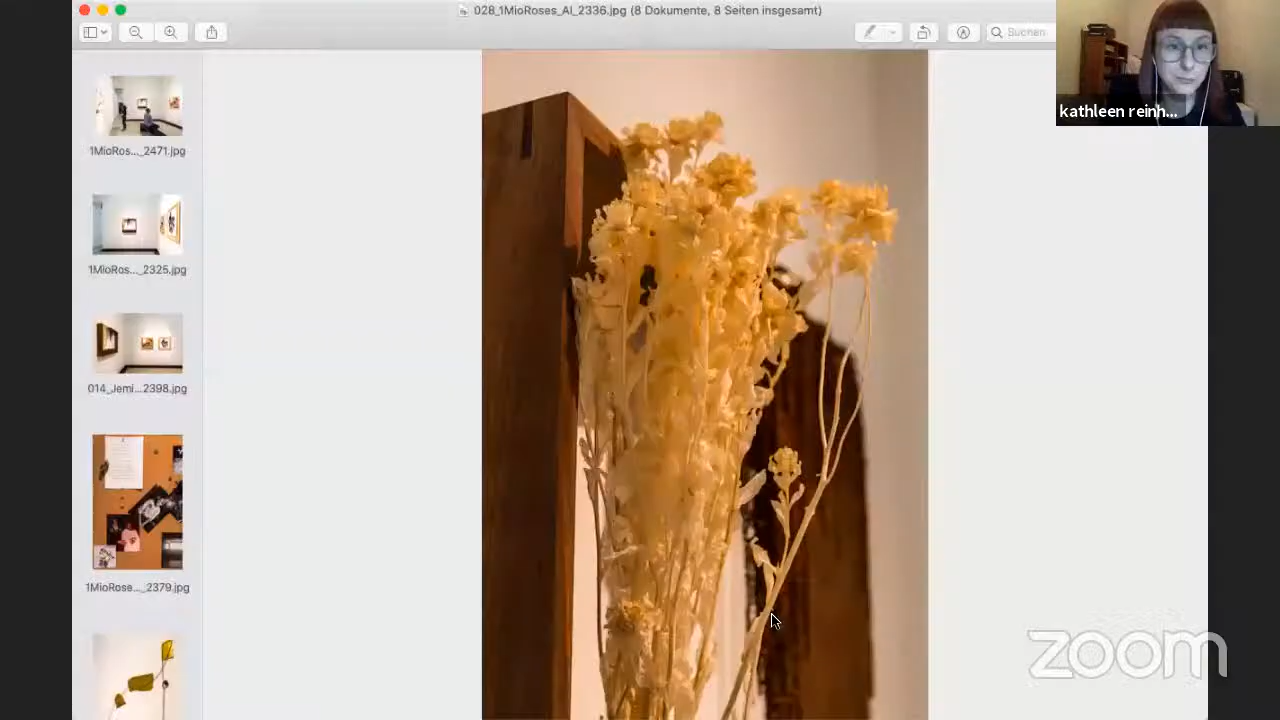 028_1MioRoses_AI_2336.jpg (8 Dokumente, 8 Seiten insgesamt)
Suchen
kathleen reinh...
1MioRos..._2471.jpg
1MioRos..._2325.jpg
014_Jemi...2398.jpg
1MioRose..._2379.jpg
zoom